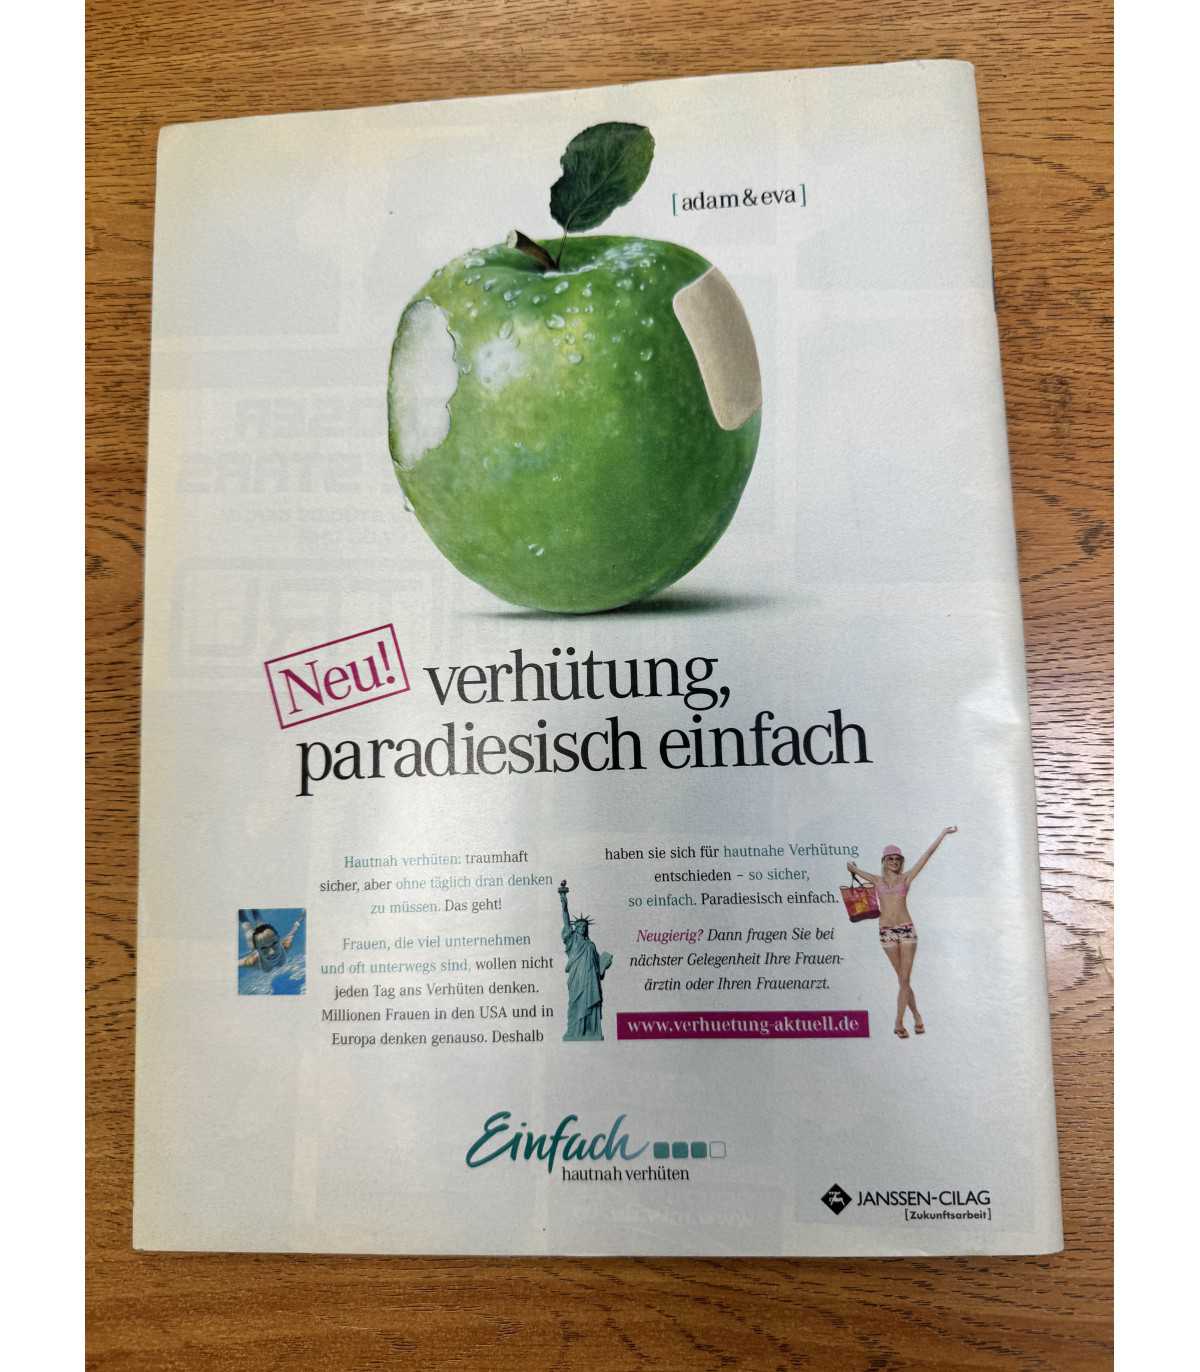 [adam&eva]
Neu! verhütung,
paradiesisch einfach
Hautnah verhüten: traumhaft
sicher, aber ohne täglich dran denken
zu müssen. Das geht!
Frauen, die viel unternehmen
und oft unterwegs sind, wollen nicht
jeden Tag ans Verhüten denken.
Millionen Frauen in den USA und in
Europa denken genauso. Deshalb
haben sie sich für hautnahe Verhütung
entschieden – so sicher,
so einfach. Paradiesisch einfach.
Neugierig? Dann fragen Sie bei
nächster Gelegenheit Ihre Frauen-
ärztin oder Ihren Frauenarzt.
www.verhuetung-aktuell.de
Einfach
hautnah verhüten
JANSSEN-CILAG
[Zukunftsarbeit]